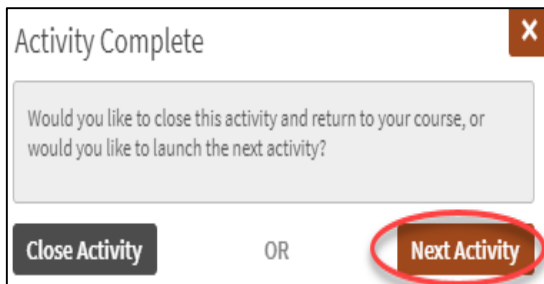 Activity Complete
X
Would you like to close this activity and return to your course, or
would you like to launch the next activity?
Close Activity OR Next Activity